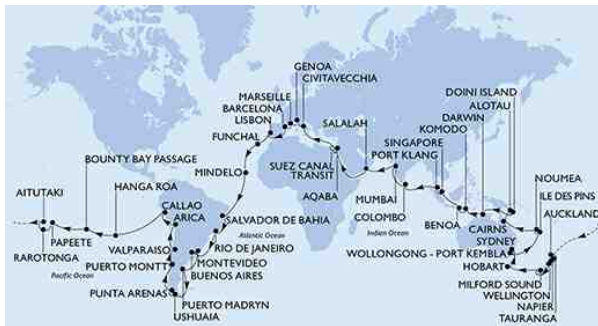 GENOA
CIVITAVECCHIA
MARSEILLE
BARCELONA
LISBON
FUNCHAL
SALALAH
DOINI ISLAND
ALOTAU
DARWIN
KOMODO
SINGAPORE
PORT KLANG
BOUNTY BAY PASSAGE
HANGA ROA
AITUTAKI
MINDELO
SUEZ CANAL
TRANSIT
AQABA
MUMBAI
COLOMBO
Indian Ocean
NOUMEA
ILE DES PINS
AUCKLAND
CALLAO
ARICA
SALVADOR DE BAHIA
Atlantic Ocean
BENOA
CAIRNS
SYDNEY
PAPEETE
RAROTONGA
Pacific Ocean
VALPARAISO
PUERTO MONTT
PUNTA ARENAS
RIO DE JANEIRO
MONTEVIDEO
BUENOS AIRES
PUERTO MADRYN
USHUAIA
WOLLONGONG - PORT KEMBLA
HOBART
MILFORD SOUND
WELLINGTON
NAPIER
TAURANGA